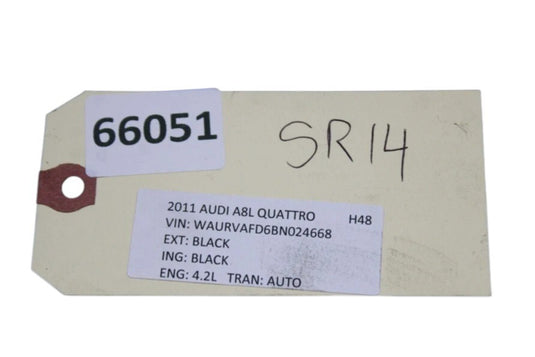 66051
SR14
2011 AUDI A8L QUATTRO H48
VIN: WAURVAFD6BN024668
EXT: BLACK
ING: BLACK
ENG: 4.2L TRAN: AUTO